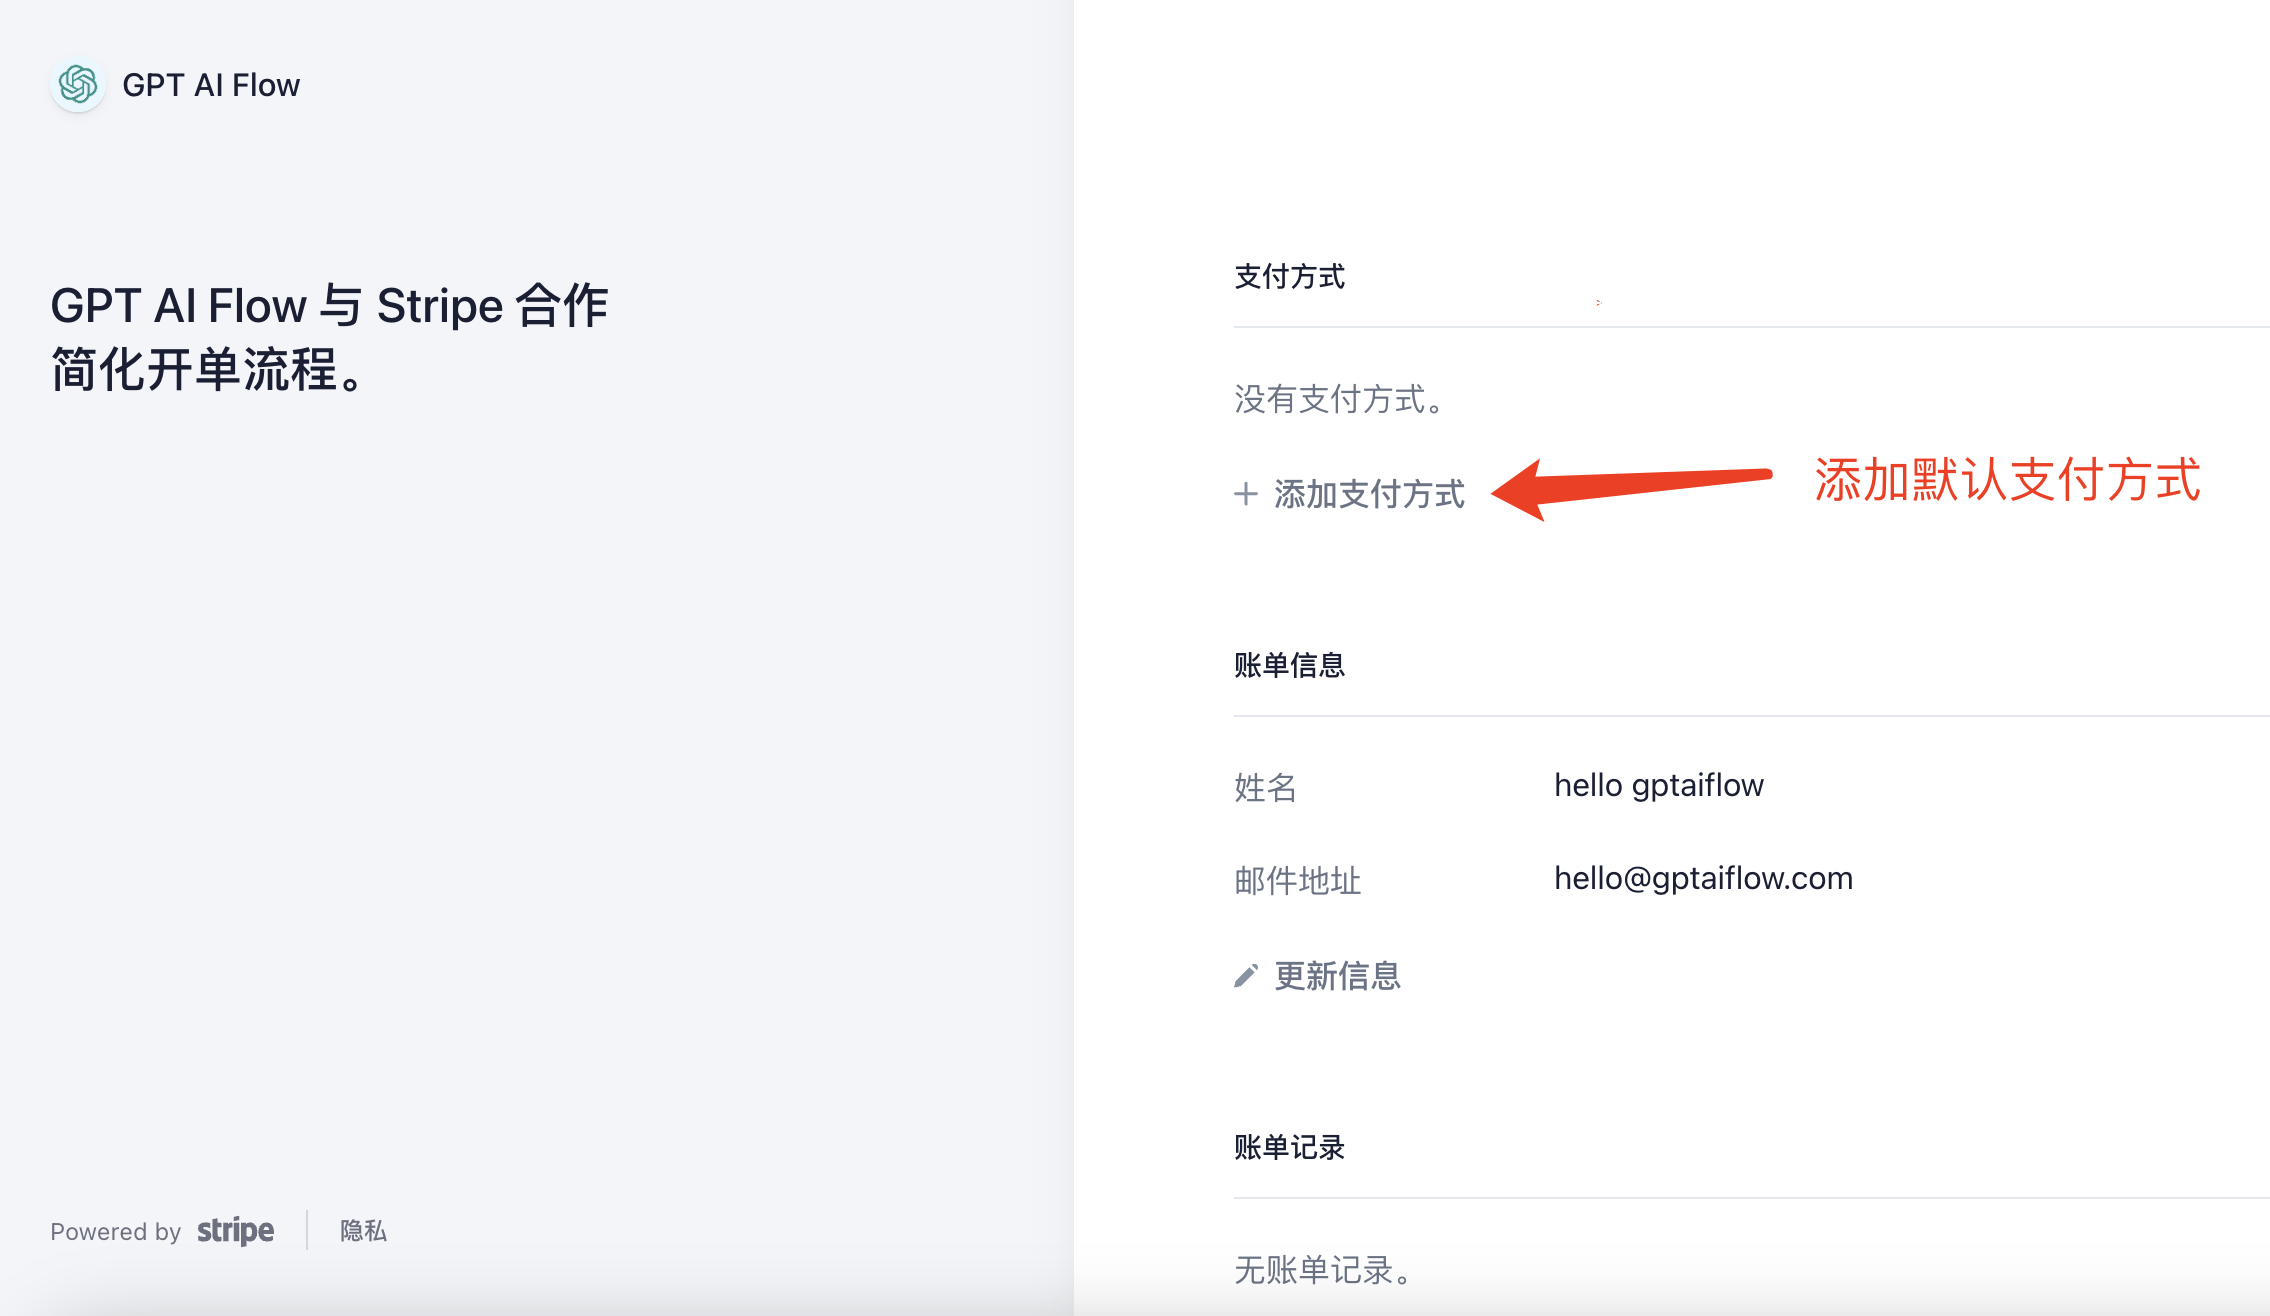 GPT AI Flow
GPT AI Flow 与 Stripe 合作
简化开单流程。
Powered by stripe
隐私
支付方式
没有支付方式。
添加支付方式
添加默认支付方式
账单信息
姓名 hello gptaiflow
邮件地址 hello@gptaiflow.com
更新信息
账单记录
无账单记录。